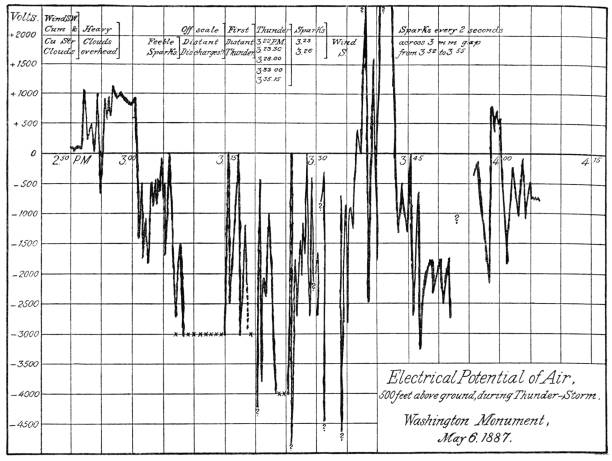 Volts.
Wind SW
Cum & Heavy
Cu Str Clouds
Clouds overhead
Feeble
Sparks
Off scale
Distant
Discharges
First
Distant
Thunder
Thunder
3.22 P.M.
3.23.30
3.28.00
3.33.00
3.35.15
Sparks
3.23
3.26
Wind
S
Sparks every 2 seconds
across 3 mm gap
from 3 52 to 3 55
+2000
+1500
+1000
+500
0
-500
-1000
-1500
-2000
-2500
-3000
-3500
-4000
-4500
2 50 PM 3 00 3 15 3 30 3 45 4 00 4 15
? ? ? ? ? ? ? ? ?
Electrical Potential of Air,
500 feet above ground, during Thunder-Storm.
Washington Monument,
May 6. 1887.